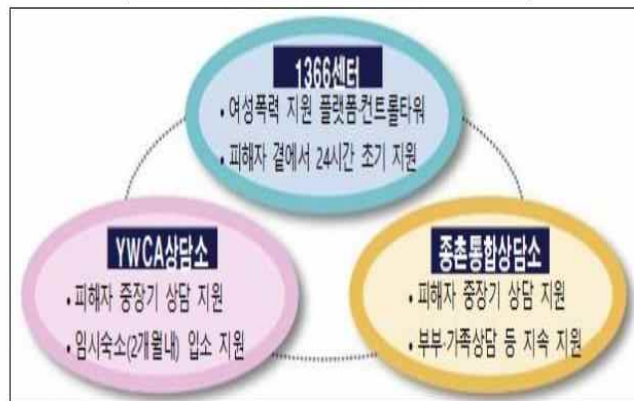 1366센터
• 여성폭력 지원 플랫폼·컨트롤타워
• 피해자 곁에서 24시간 초기 지원
YWCA상담소
• 피해자 중장기 상담 지원
• 임시숙소(2개월내) 입소 지원
종촌통합상담소
• 피해자 중장기 상담 지원
• 부부·가족상담 등 지속 지원